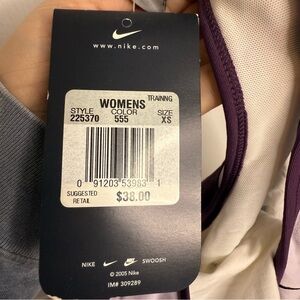 www.nike.com
TRAINING
WOMENS
STYLE COLOR SIZE
225370 555 XS
0 91203 53983 1
SUGGESTED
RETAIL $38.00
NIKE SWOOSH
© 2005 Nike
IM# 309289